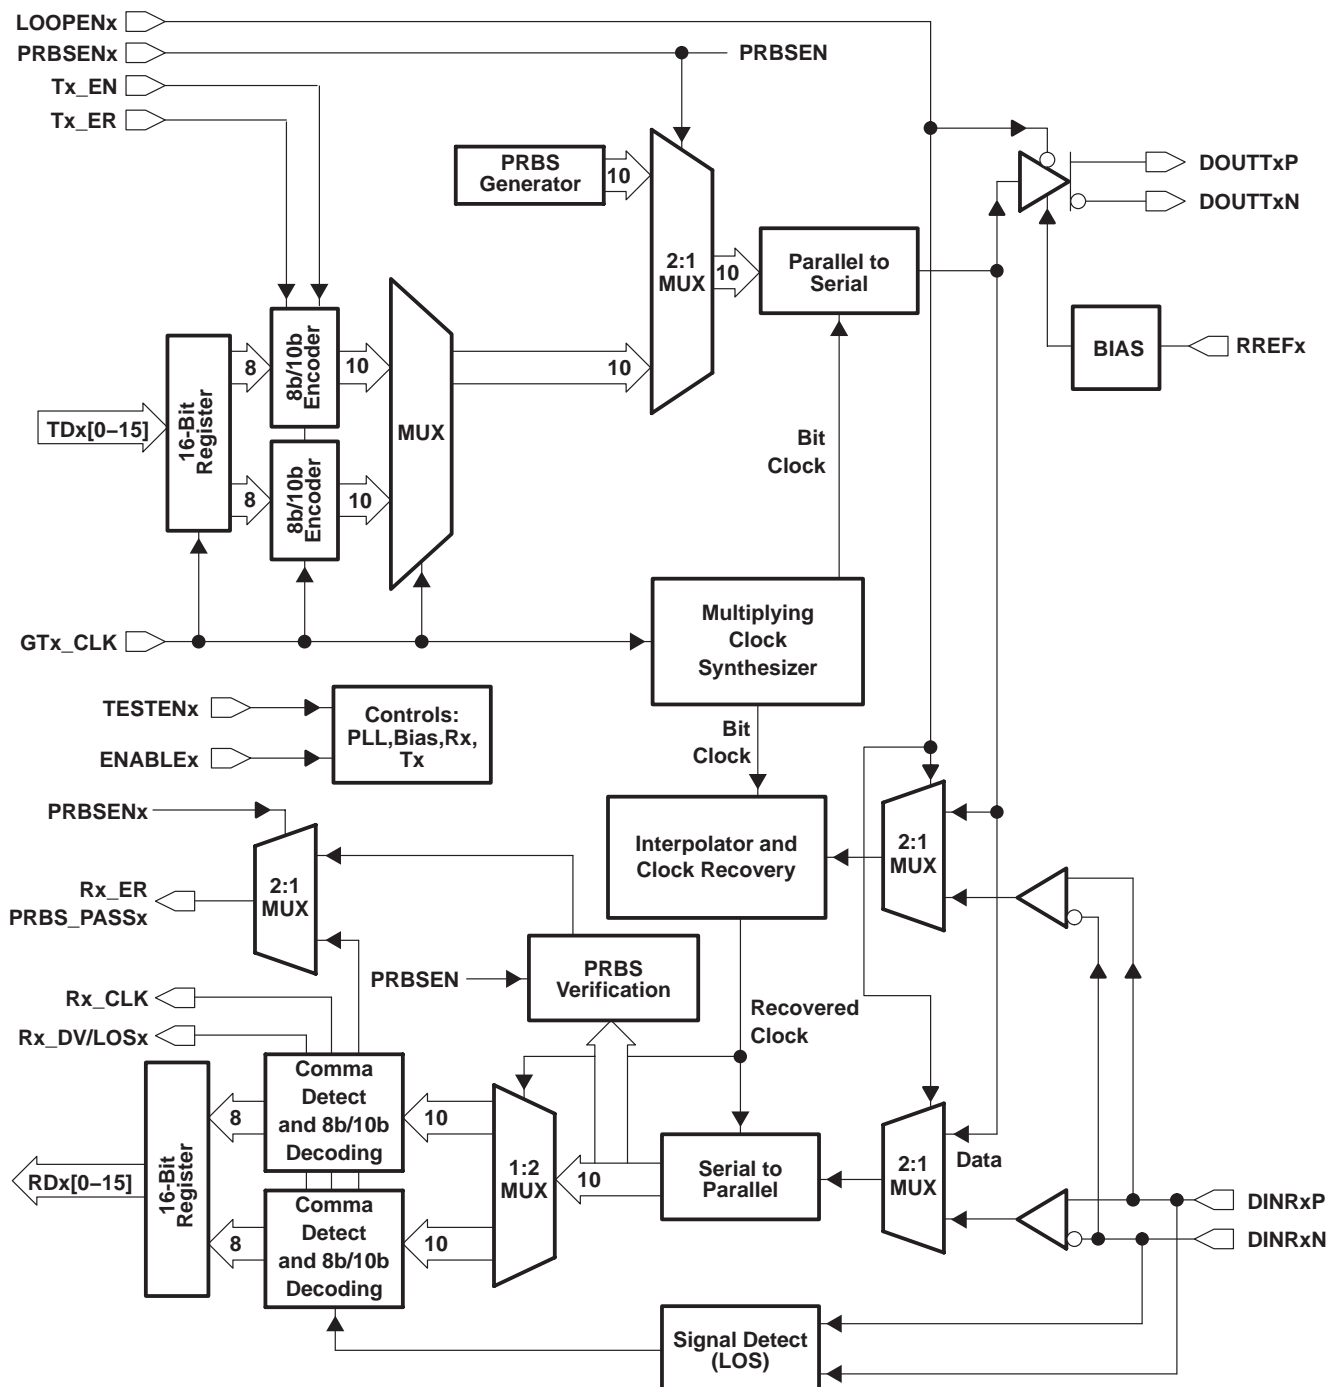 LOOPENx
PRBSENx
PRBSEN
Tx_EN
Tx_ER
PRBS
Generator
10
DOUTTxP
DOUTTxN
2:1
MUX
10
Parallel to
Serial
BIAS
RREFx
TDx[0–15]
16-Bit
Register
8
8b/10b
Encoder
10
8
8b/10b
Encoder
10
MUX
10
Bit
Clock
GTx_CLK
Multiplying
Clock
Synthesizer
TESTENx
ENABLEx
Controls:
PLL,Bias,Rx,
Tx
Bit
Clock
PRBSENx
2:1
MUX
Rx_ER
PRBS_PASSx
Interpolator and
Clock Recovery
2:1
MUX
PRBSEN
PRBS
Verification
Rx_CLK
Rx_DV/LOSx
Recovered
Clock
Comma
Detect
and 8b/10b
Decoding
8
10
RDx[0–15]
16-Bit
Register
1:2
MUX
10
Serial to
Parallel
2:1
MUX
Data
Comma
Detect
and 8b/10b
Decoding
8
10
DINRxP
DINRxN
Signal Detect
(LOS)